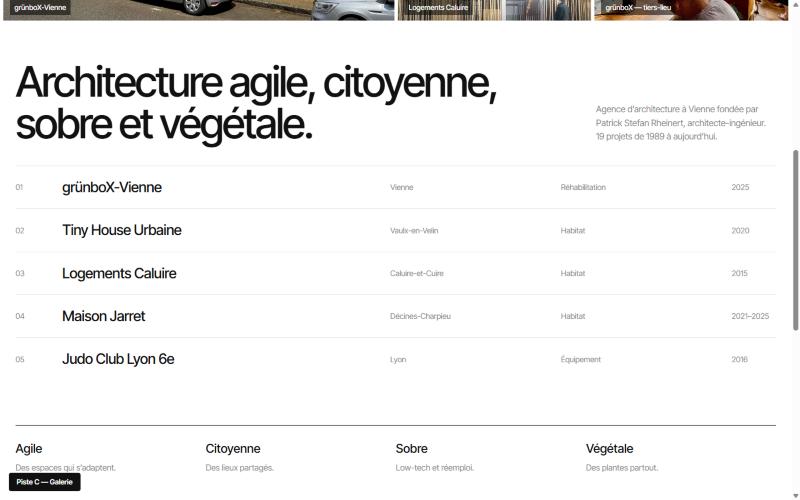 grünboX-Vienne
Logements Caluire
grünboX — tiers-lieu
Architecture agile, citoyenne,
sobre et végétale.
Agence d'architecture à Vienne fondée par
Patrick Stefan Rheinert, architecte-ingénieur.
19 projets de 1989 à aujourd'hui.
01 grünboX-Vienne Vienne Réhabilitation 2025
02 Tiny House Urbaine Vaulx-en-Velin Habitat 2020
03 Logements Caluire Caluire-et-Cuire Habitat 2015
04 Maison Jarret Décines-Charpieu Habitat 2021–2025
05 Judo Club Lyon 6e Lyon Équipement 2016
Agile Citoyenne Sobre Végétale
Des espaces qui s'adaptent. Des lieux partagés. Low-tech et réemploi. Des plantes partout.
Piste C — Galerie